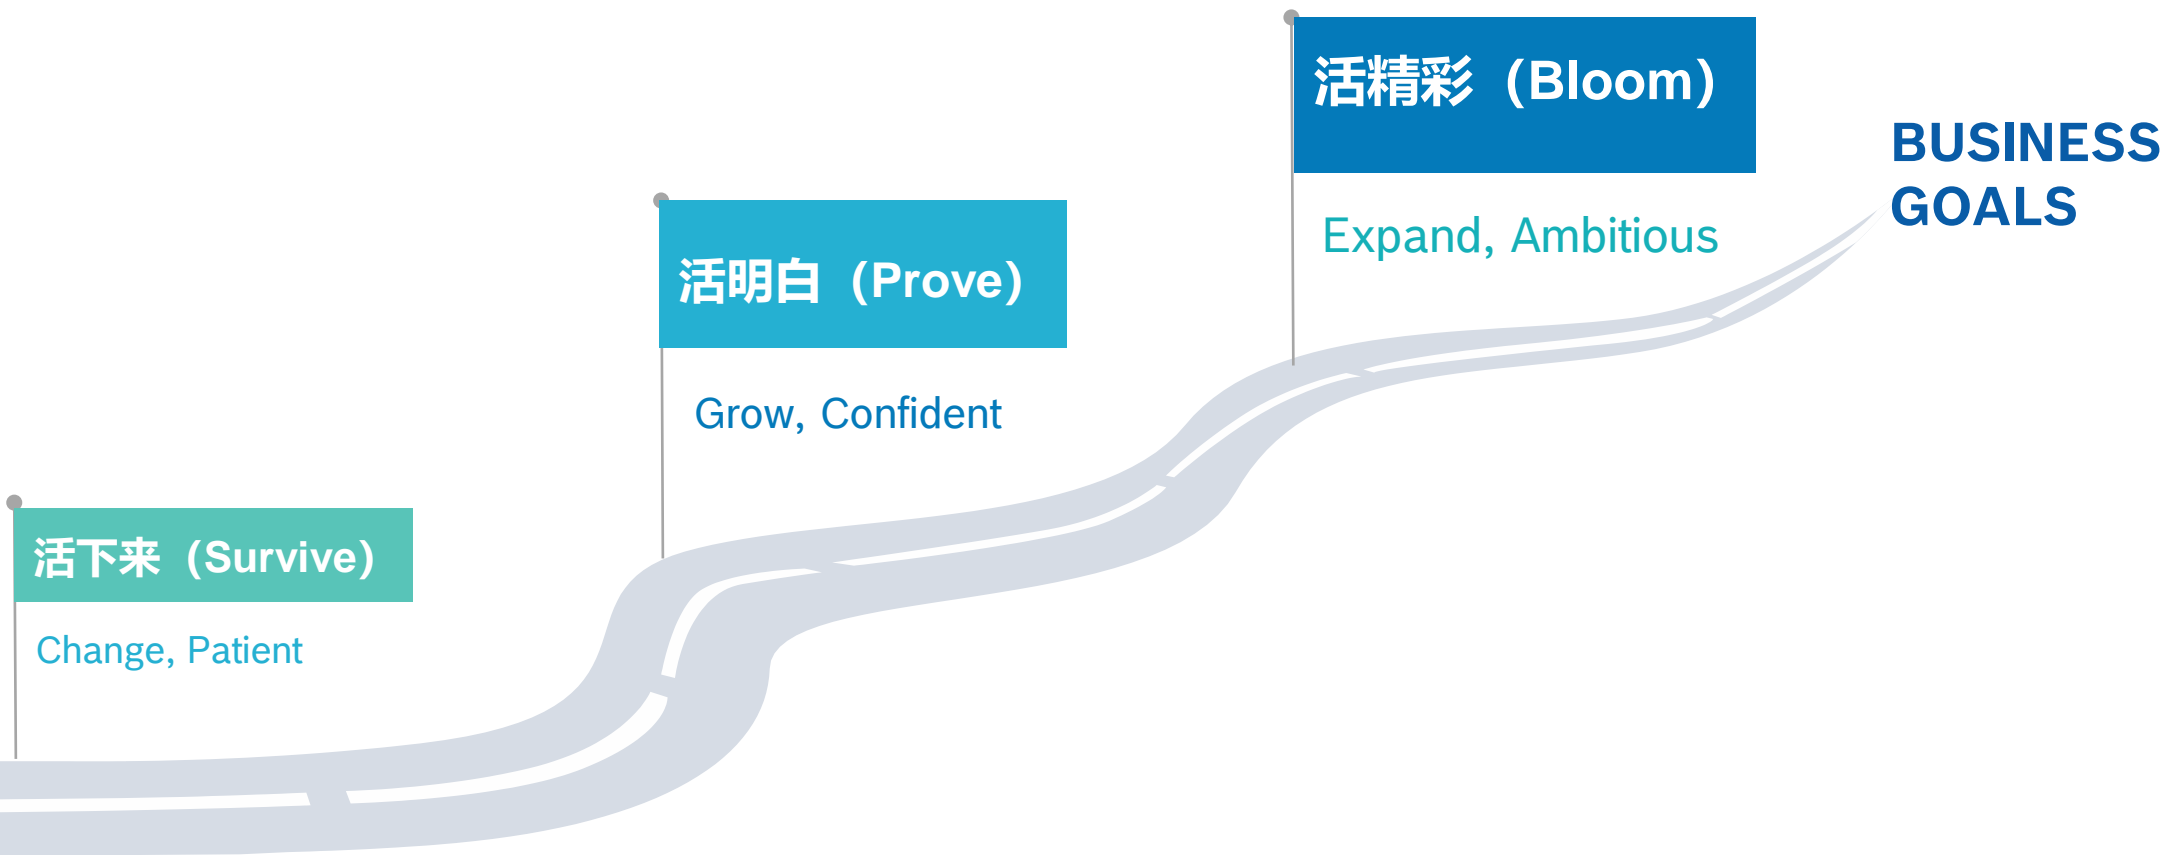 活精彩（Bloom）
BUSINESS
GOALS
Expand, Ambitious
活明白（Prove）
Grow, Confident
活下来（Survive）
Change, Patient